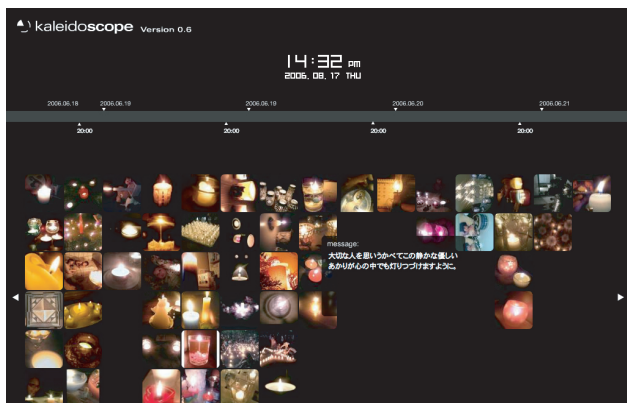 kaleidoscope Version 0.6
14:32 PM
2006. 08. 17 THU
2006.06.18 2006.06.19 2006.06.19 2006.06.20 2006.06.21
20:00 20:00 20:00 20:00
message:
大切な人を思いうかべてこの静かな優しい
あかりが心の中でも灯りつづけますように。